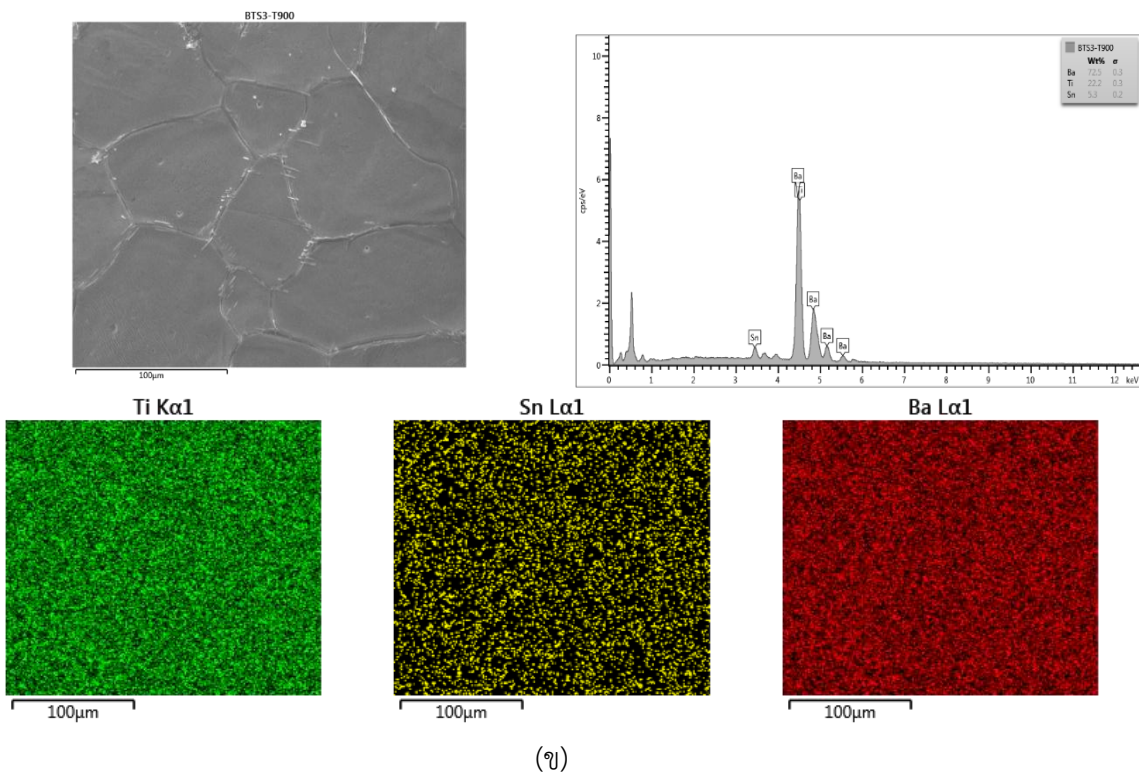 BTS3-T900
100μm
BTS3-T900
Wt% σ
Ba 72.5 0.3
Ti 22.2 0.3
Sn 5.3 0.2
cps/eV
10
8
6
4
2
0
Ba
Ti
Ba
Sn
Ba
Ba
0 1 2 3 4 5 6 7 8 9 10 11 12 keV
Ti Kα1
Sn Lα1
Ba Lα1
100μm
100μm
100μm
(ข)